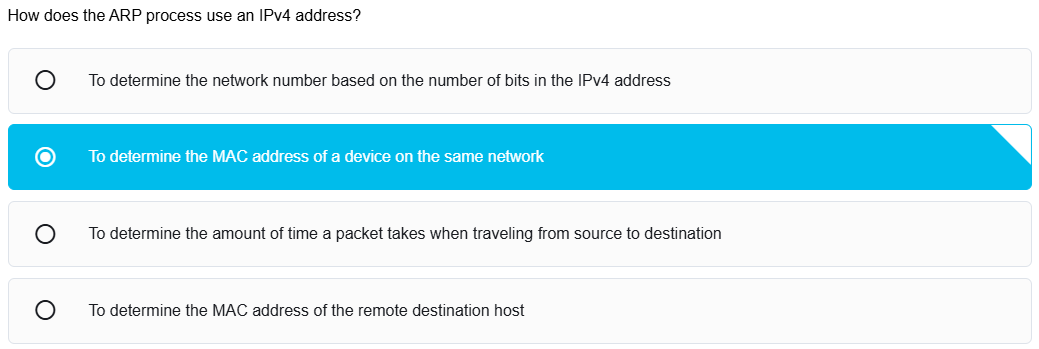 How does the ARP process use an IPv4 address?
To determine the network number based on the number of bits in the IPv4 address
To determine the MAC address of a device on the same network
To determine the amount of time a packet takes when traveling from source to destination
To determine the MAC address of the remote destination host